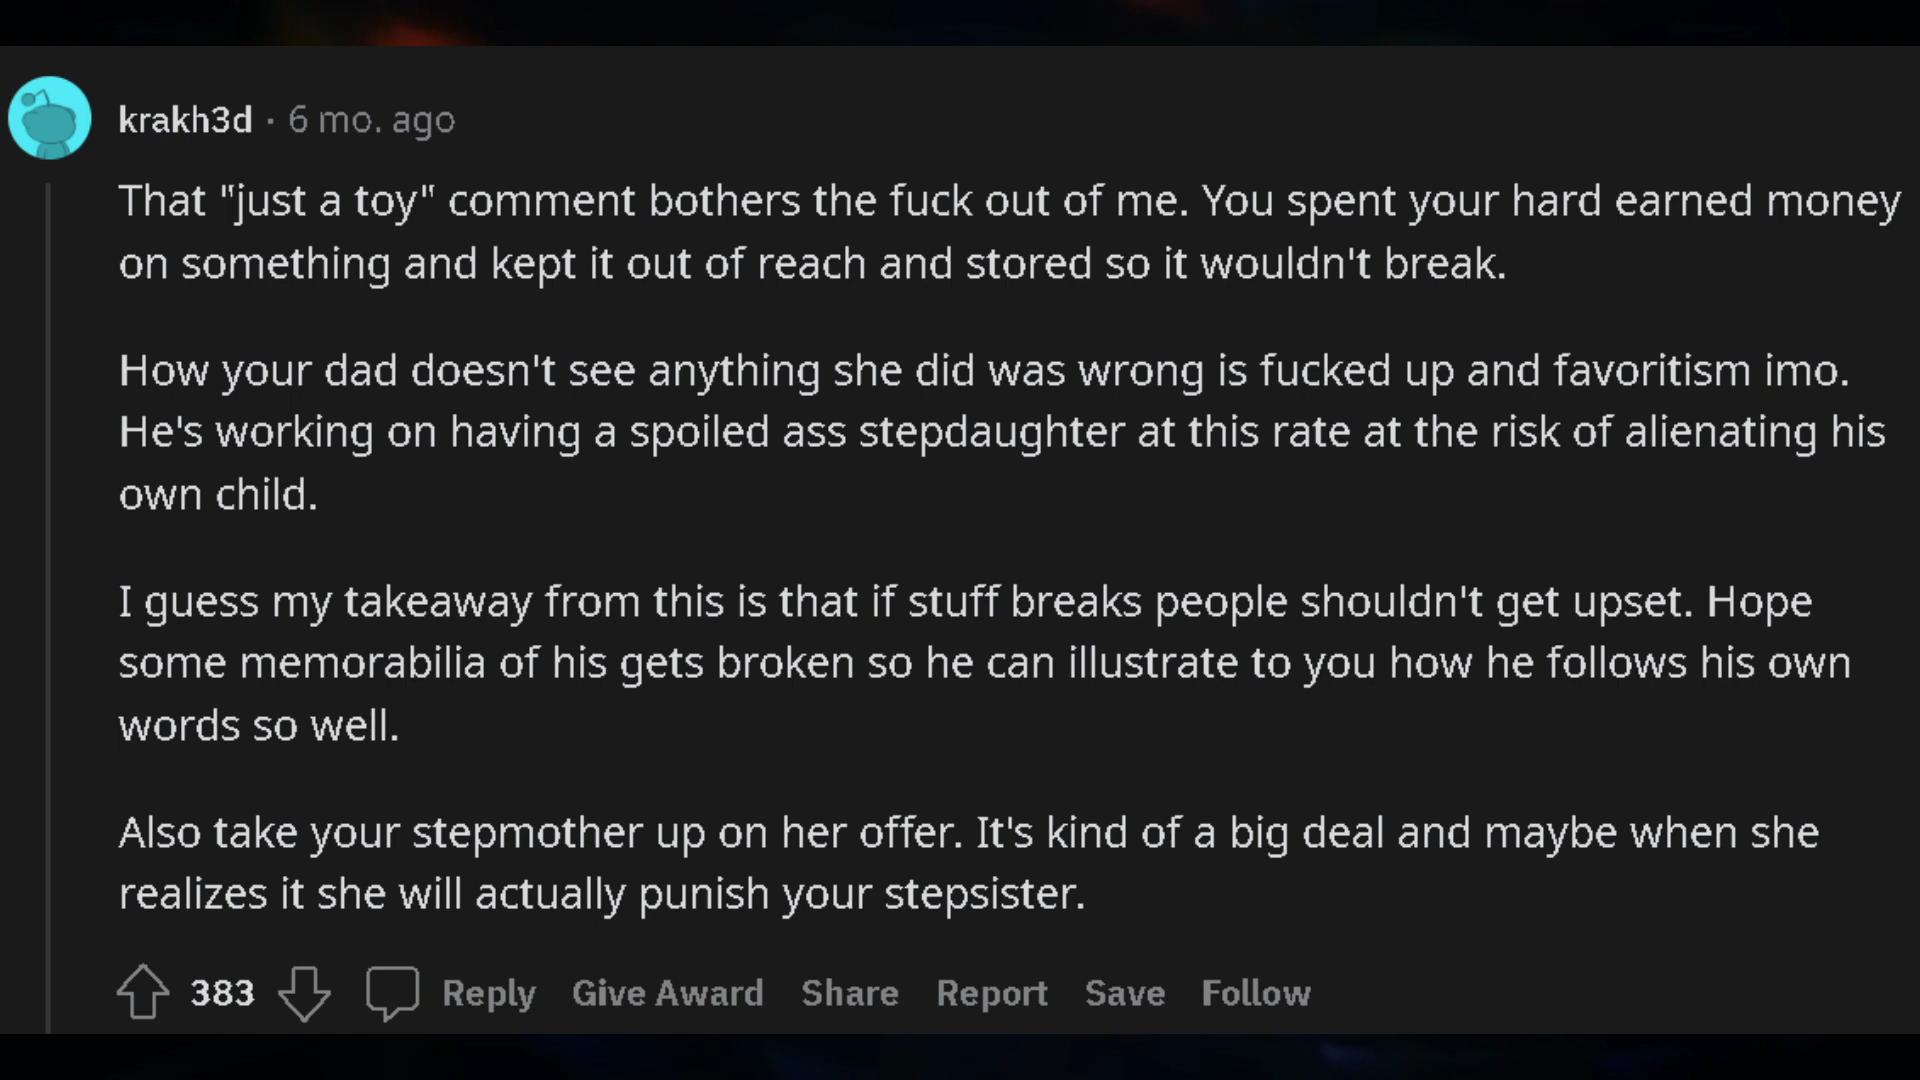 krakh3d · 6 mo. ago
That "just a toy" comment bothers the fuck out of me. You spent your hard earned money
on something and kept it out of reach and stored so it wouldn't break.
How your dad doesn't see anything she did was wrong is fucked up and favoritism imo.
He's working on having a spoiled ass stepdaughter at this rate at the risk of alienating his
own child.
I guess my takeaway from this is that if stuff breaks people shouldn't get upset. Hope
some memorabilia of his gets broken so he can illustrate to you how he follows his own
words so well.
Also take your stepmother up on her offer. It's kind of a big deal and maybe when she
realizes it she will actually punish your stepsister.
383 Reply Give Award Share Report Save Follow